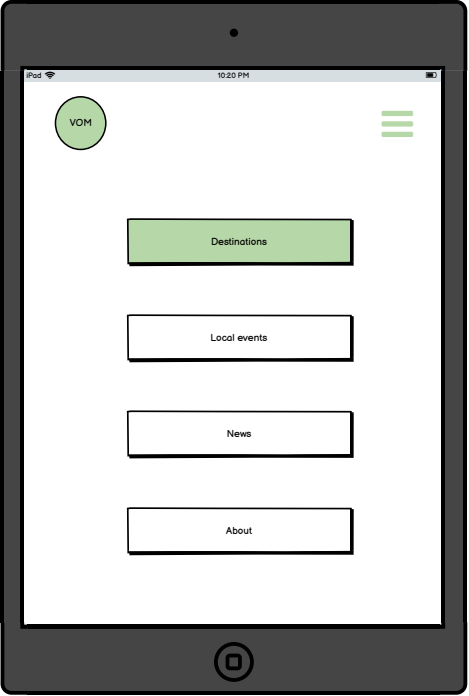 iPad 10:20 PM
VOM
Destinations
Local events
News
About